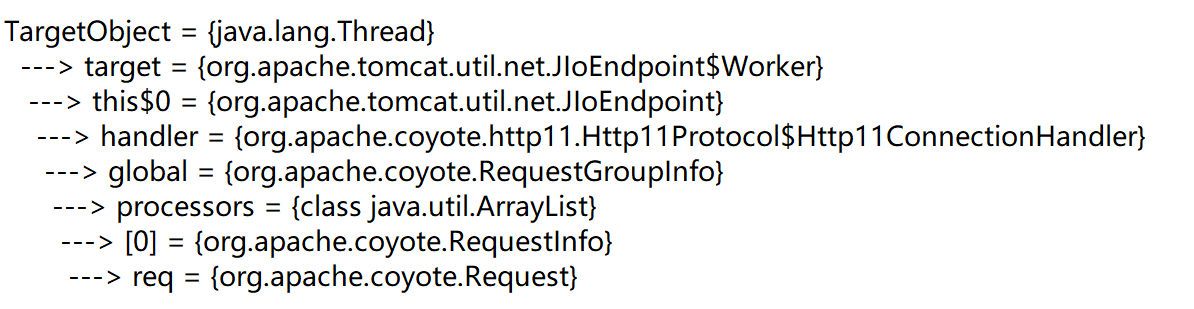 TargetObject = {java.lang.Thread}
---> target = {org.apache.tomcat.util.net.JIoEndpoint$Worker}
---> this$0 = {org.apache.tomcat.util.net.JIoEndpoint}
---> handler = {org.apache.coyote.http11.Http11Protocol$Http11ConnectionHandler}
---> global = {org.apache.coyote.RequestGroupInfo}
---> processors = {class java.util.ArrayList}
---> [0] = {org.apache.coyote.RequestInfo}
---> req = {org.apache.coyote.Request}